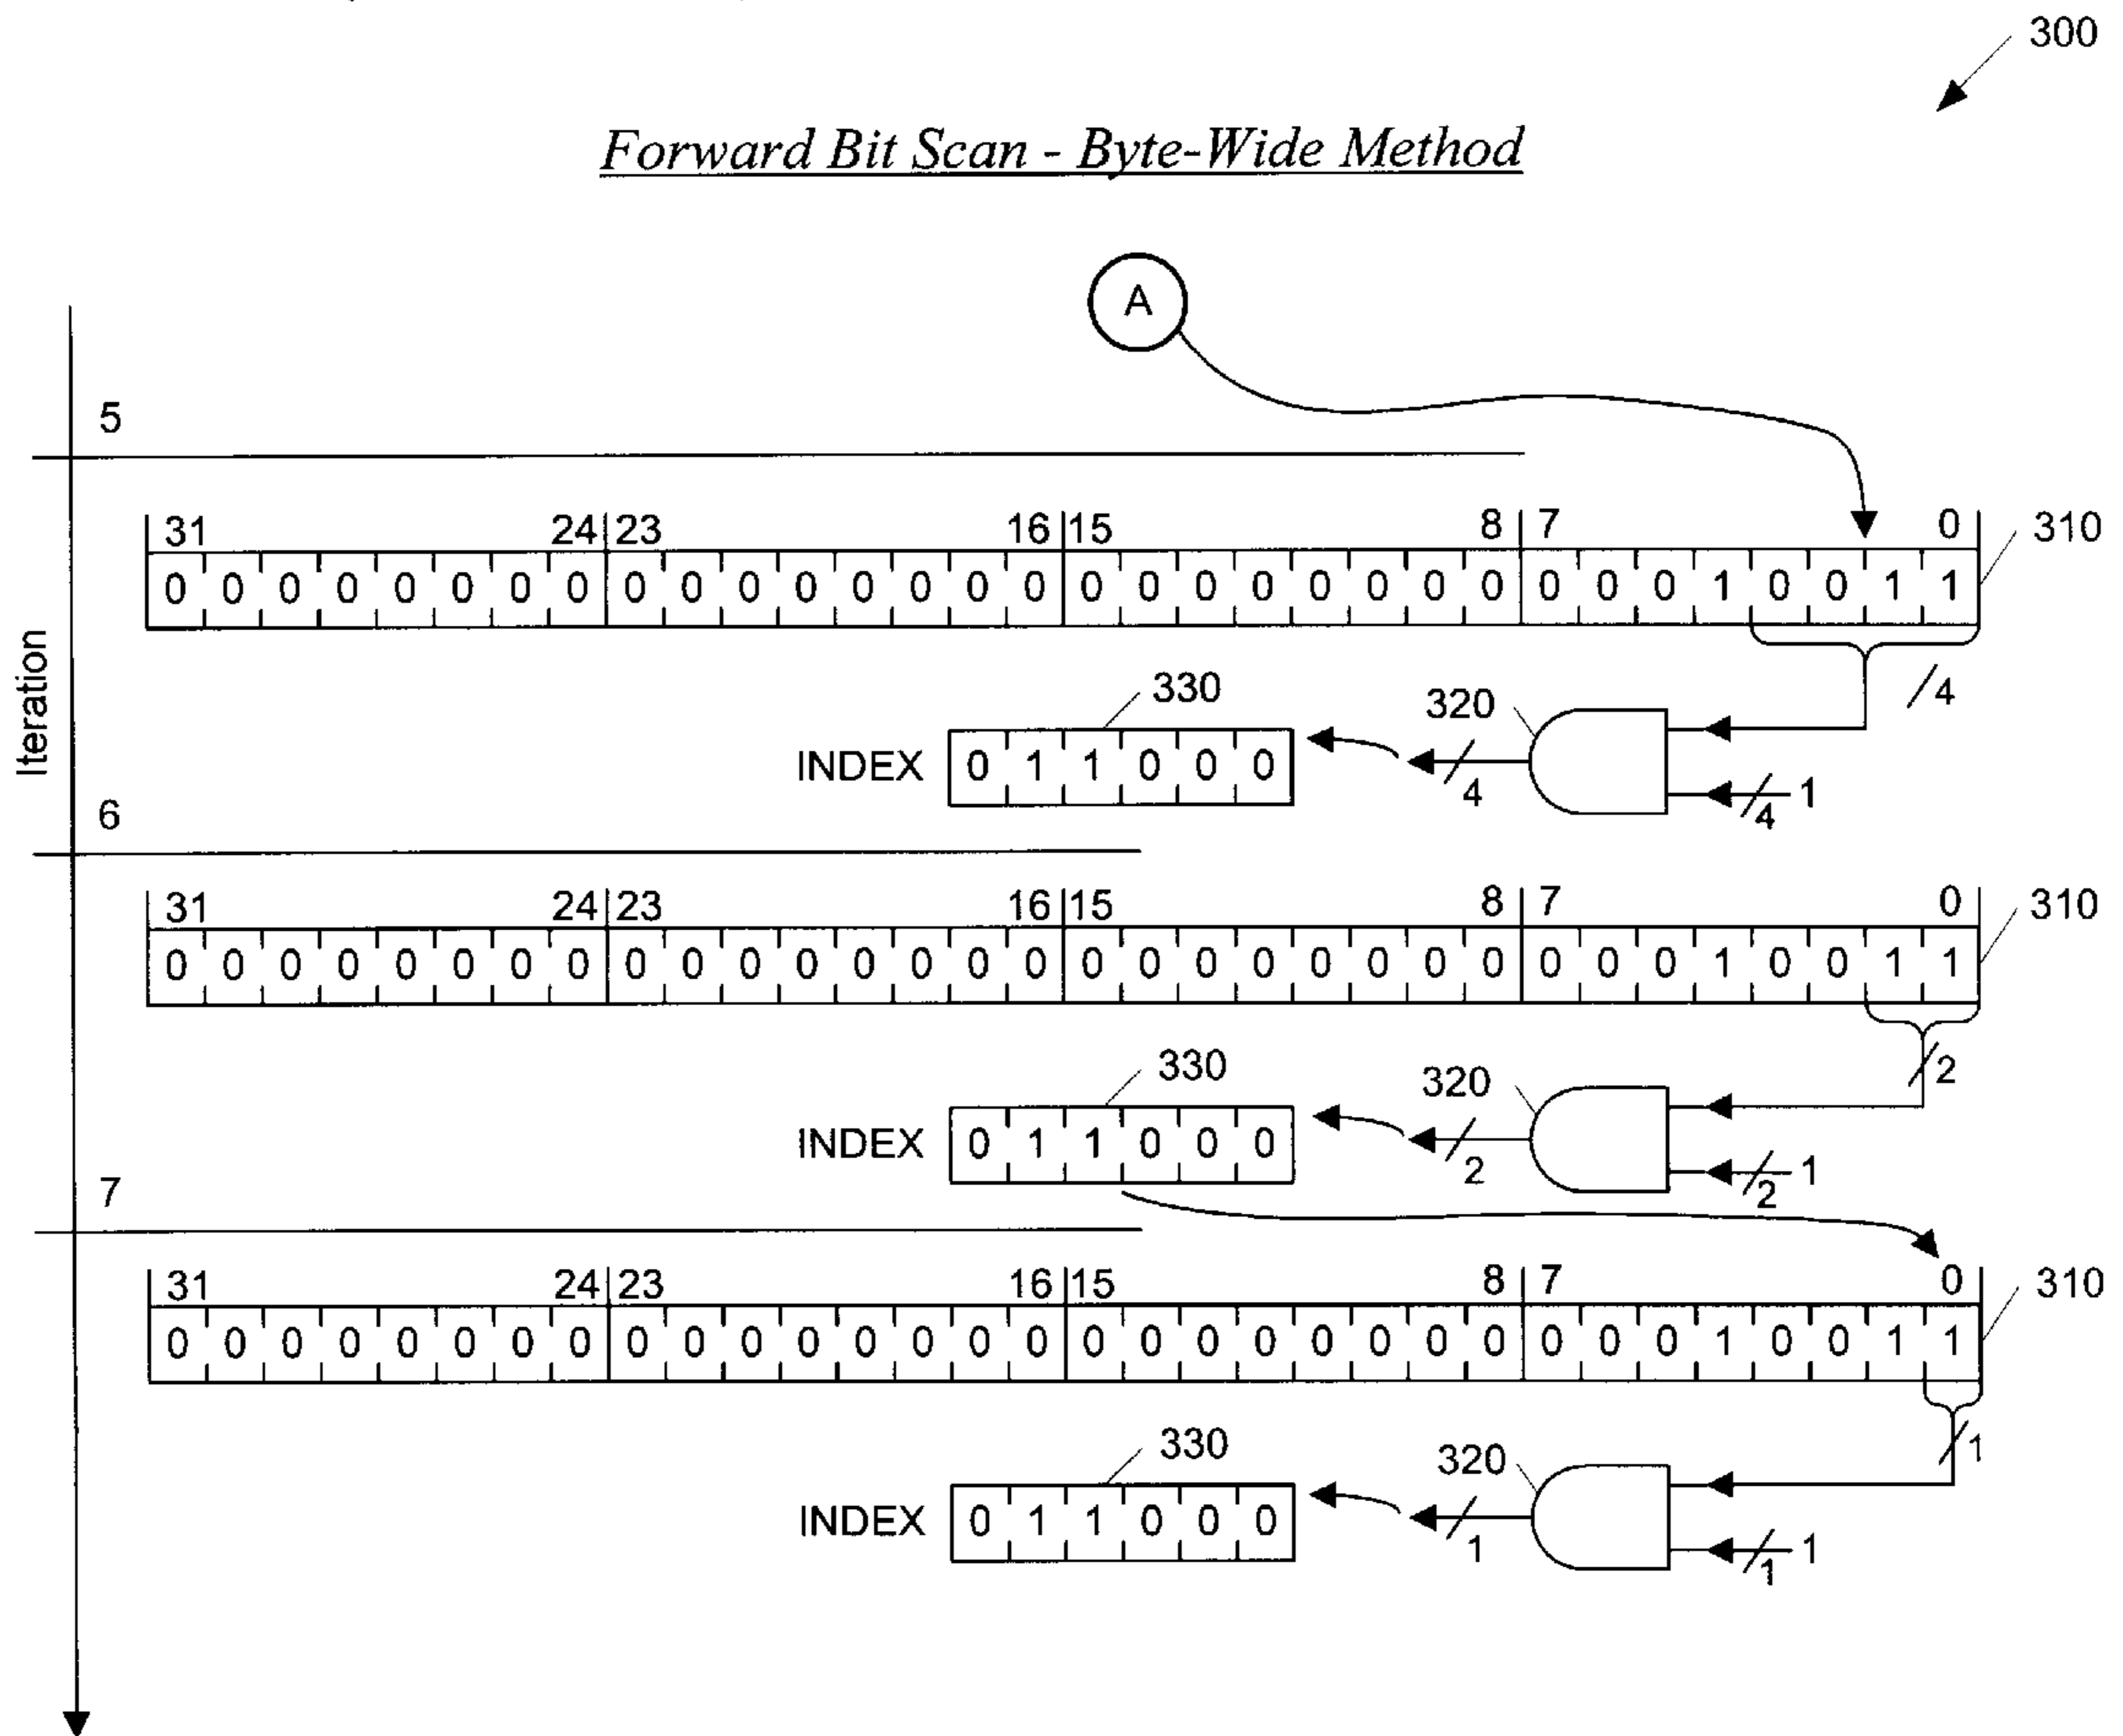 300
Forward Bit Scan - Byte-Wide Method
A
Iteration
5
31 24 23 16 15 8 7 0 310
0 0 0 0 0 0 0 0 0 0 0 0 0 0 0 0 0 0 0 0 0 0 0 0 0 0 0 1 0 0 1 1
/4
330 320
INDEX 0 1 1 0 0 0 4 4 1
6
31 24 23 16 15 8 7 0 310
0 0 0 0 0 0 0 0 0 0 0 0 0 0 0 0 0 0 0 0 0 0 0 0 0 0 0 1 0 0 1 1
2
330 320
INDEX 0 1 1 0 0 0 2 2 1
7
31 24 23 16 15 8 7 0 310
0 0 0 0 0 0 0 0 0 0 0 0 0 0 0 0 0 0 0 0 0 0 0 0 0 0 0 1 0 0 1 1
1
330 320
INDEX 0 1 1 0 0 0 1 1 1